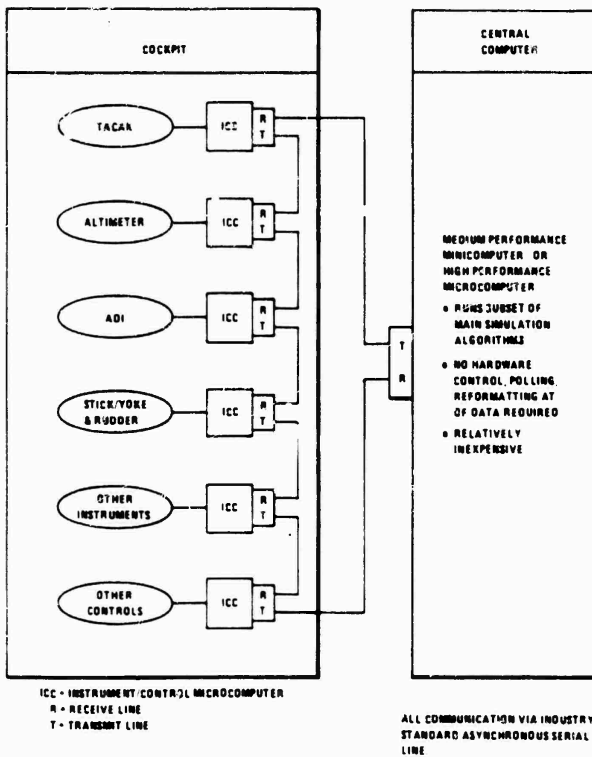 COCKPIT
TACAN
ICC
R
T
ALTIMETER
ICC
R
T
ADI
ICC
R
T
STICK/YOKE
& RUDDER
ICC
R
T
OTHER
INSTRUMENTS
ICC
R
T
OTHER
CONTROLS
ICC
R
T
ICC = INSTRUMENT/CONTROL MICROCOMPUTER
R = RECEIVE LINE
T = TRANSMIT LINE
CENTRAL
COMPUTER
T
R
MEDIUM PERFORMANCE
MINICOMPUTER OR
HIGH PERFORMANCE
MICROCOMPUTER
• RUNS SUBSET OF
MAIN SIMULATION
ALGORITHMS
• NO HARDWARE
CONTROL, POLLING,
REFORMATTING AT
OF DATA REQUIRED
• RELATIVELY
INEXPENSIVE
ALL COMMUNICATION VIA INDUSTRY
STANDARD ASYNCHRONOUS SERIAL
LINE